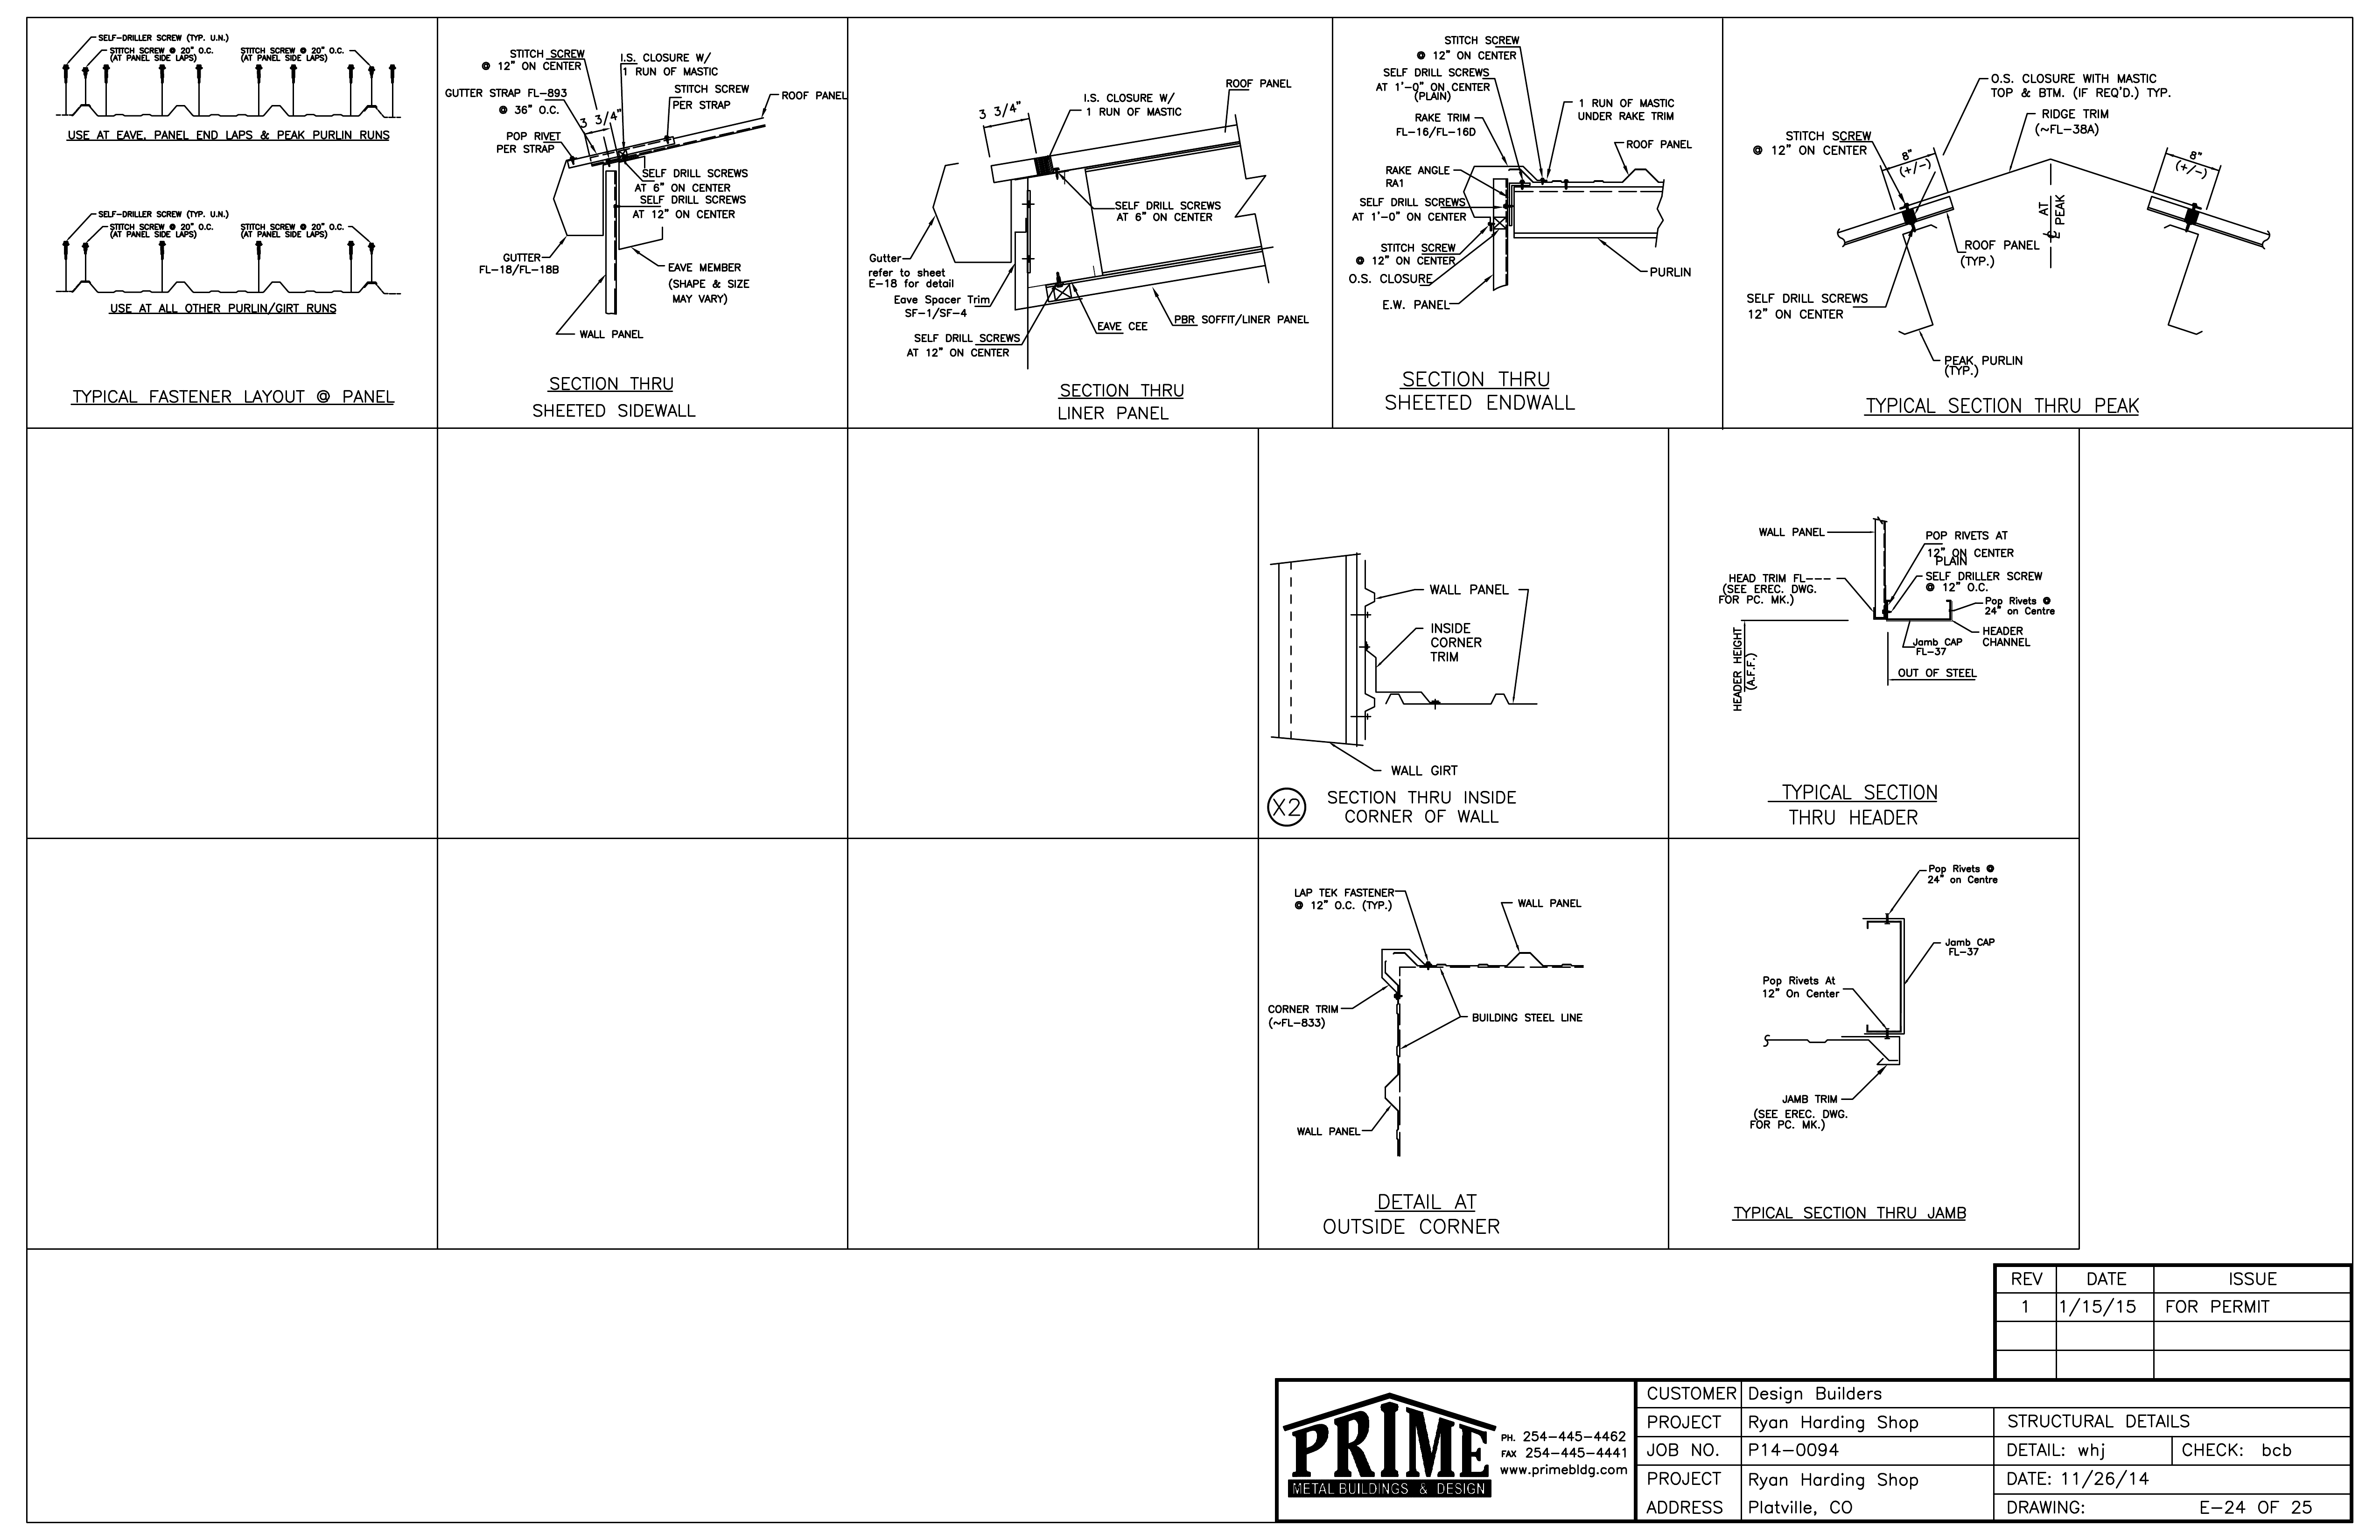 SELF-DRILLER SCREW (TYP. U.N.)
STITCH SCREW @ 20" O.C.
(AT PANEL SIDE LAPS)
STITCH SCREW @ 20" O.C.
(AT PANEL SIDE LAPS)
USE AT EAVE, PANEL END LAPS & PEAK PURLIN RUNS
SELF-DRILLER SCREW (TYP. U.N.)
STITCH SCREW @ 20" O.C.
(AT PANEL SIDE LAPS)
STITCH SCREW @ 20" O.C.
(AT PANEL SIDE LAPS)
USE AT ALL OTHER PURLIN/GIRT RUNS
TYPICAL FASTENER LAYOUT @ PANEL
STITCH SCREW
@ 12" ON CENTER
I.S. CLOSURE W/
1 RUN OF MASTIC
GUTTER STRAP FL-893
@ 36" O.C.
3 3/4"
STITCH SCREW
PER STRAP
ROOF PANEL
POP RIVET
PER STRAP
SELF DRILL SCREWS
AT 6" ON CENTER
SELF DRILL SCREWS
AT 12" ON CENTER
GUTTER
FL-18/FL-18B
EAVE MEMBER
(SHAPE & SIZE
MAY VARY)
WALL PANEL
SECTION THRU
SHEETED SIDEWALL
3 3/4"
I.S. CLOSURE W/
1 RUN OF MASTIC
ROOF PANEL
SELF DRILL SCREWS
AT 6" ON CENTER
Gutter
refer to sheet
E-18 for detail
Eave Spacer Trim
SF-1/SF-4
SELF DRILL SCREWS
AT 12" ON CENTER
EAVE CEE
PBR SOFFIT/LINER PANEL
SECTION THRU
LINER PANEL
STITCH SCREW
@ 12" ON CENTER
SELF DRILL SCREWS
AT 1'-0" ON CENTER
(PLAIN)
RAKE TRIM
FL-16/FL-16D
1 RUN OF MASTIC
UNDER RAKE TRIM
ROOF PANEL
RAKE ANGLE
RA1
SELF DRILL SCREWS
AT 1'-0" ON CENTER
STITCH SCREW
@ 12" ON CENTER
O.S. CLOSURE
E.W. PANEL
PURLIN
SECTION THRU
SHEETED ENDWALL
O.S. CLOSURE WITH MASTIC
TOP & BTM. (IF REQ'D.) TYP.
RIDGE TRIM
(~FL-38A)
STITCH SCREW
@ 12" ON CENTER
8"
(+/-)
8"
(+/-)
AT
℄ PEAK
ROOF PANEL
(TYP.)
SELF DRILL SCREWS
12" ON CENTER
PEAK PURLIN
(TYP.)
TYPICAL SECTION THRU PEAK
WALL PANEL
INSIDE
CORNER
TRIM
WALL GIRT
X2
SECTION THRU INSIDE
CORNER OF WALL
WALL PANEL
POP RIVETS AT
12" ON CENTER
PLAIN
HEAD TRIM FL---
(SEE EREC. DWG.
FOR PC. MK.)
SELF DRILLER SCREW
@ 12" O.C.
Pop Rivets @
24" on Centre
HEADER
CHANNEL
Jamb CAP
FL-37
HEADER HEIGHT
(A.F.F.)
OUT OF STEEL
TYPICAL SECTION
THRU HEADER
LAP TEK FASTENER
@ 12" O.C. (TYP.)
WALL PANEL
CORNER TRIM
(~FL-833)
BUILDING STEEL LINE
WALL PANEL
DETAIL AT
OUTSIDE CORNER
Pop Rivets @
24" on Centre
Jamb CAP
FL-37
Pop Rivets At
12" On Center
JAMB TRIM
(SEE EREC. DWG.
FOR PC. MK.)
TYPICAL SECTION THRU JAMB
REV DATE ISSUE
1 1/15/15 FOR PERMIT
PRIME
METAL BUILDINGS & DESIGN
PH. 254-445-4462
FAX 254-445-4441
www.primebldg.com
CUSTOMER Design Builders
PROJECT Ryan Harding Shop
STRUCTURAL DETAILS
JOB NO. P14-0094
DETAIL: whj CHECK: bcb
PROJECT Ryan Harding Shop
DATE: 11/26/14
ADDRESS Platville, CO
DRAWING: E-24 OF 25